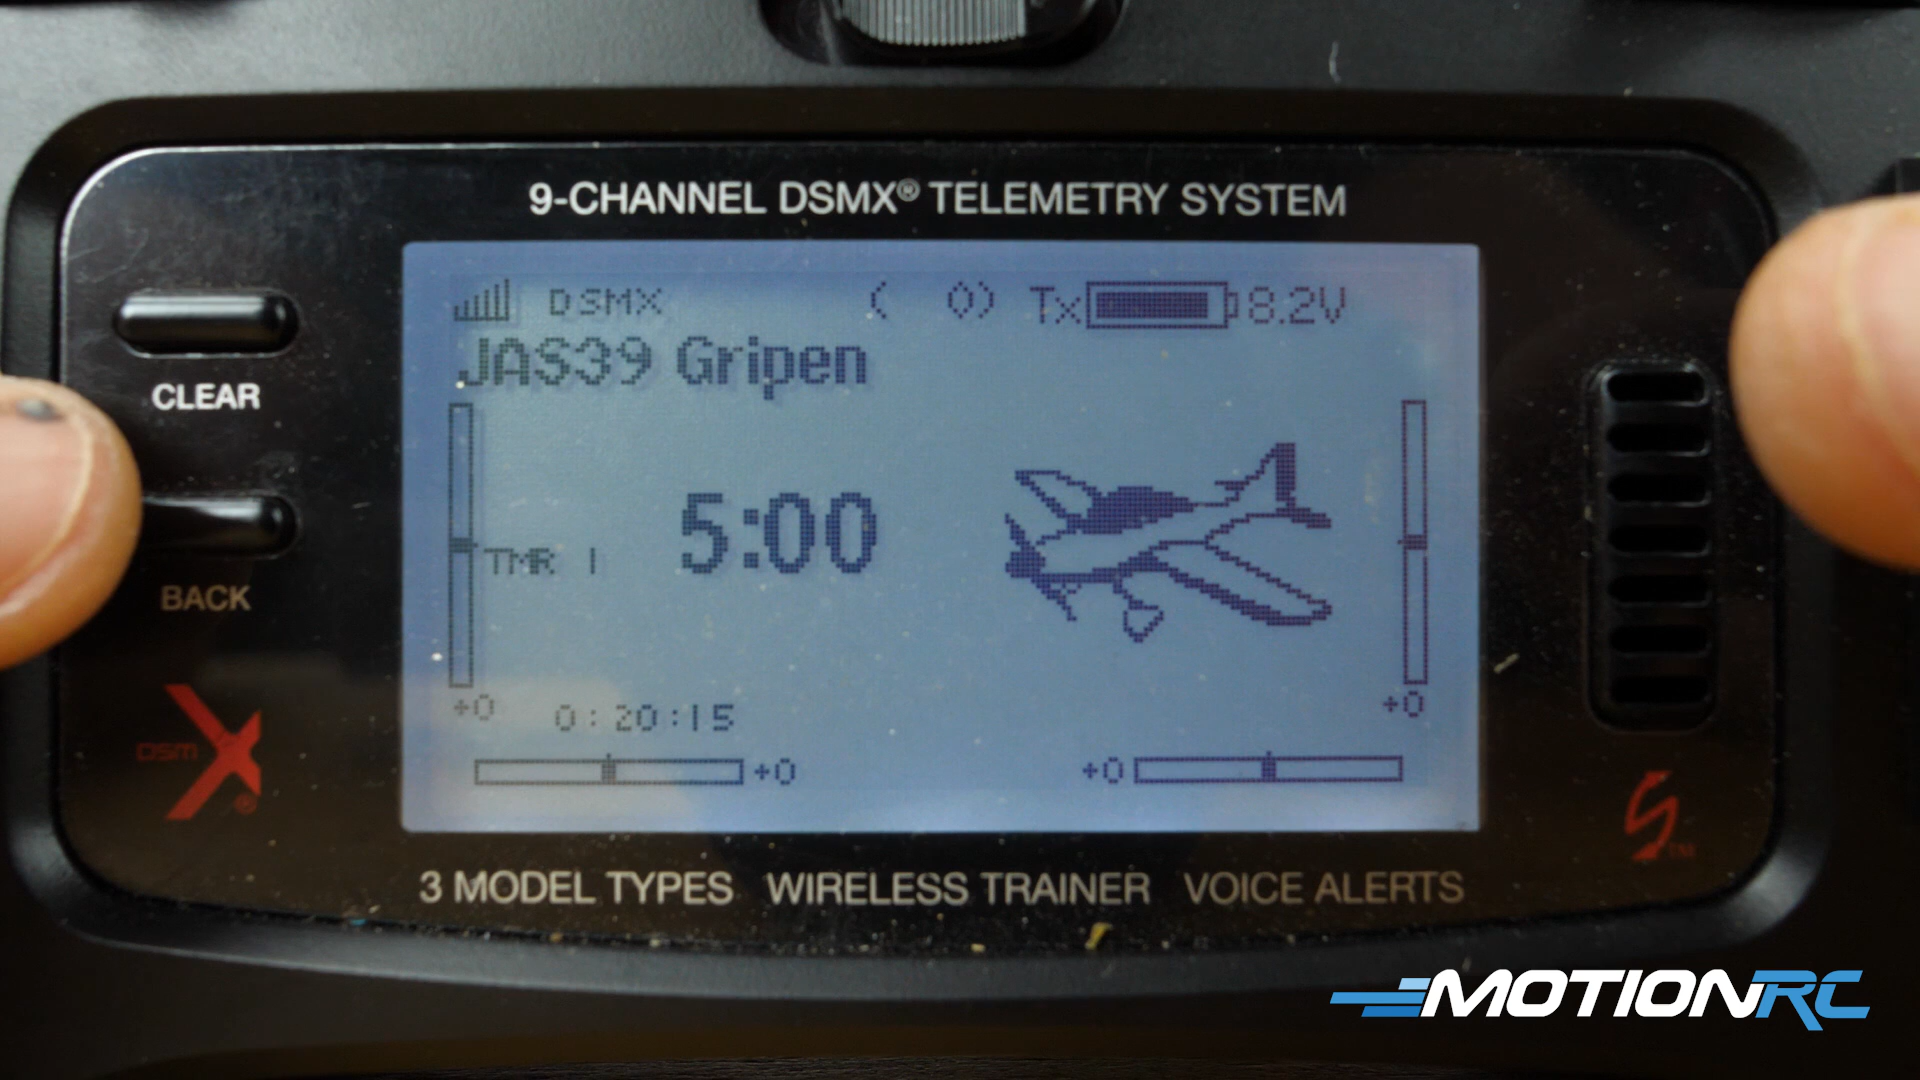 9-CHANNEL DSMX® TELEMETRY SYSTEM
CLEAR
BACK
DSMX
Tx 8.2V
JAS39 Gripen
TMR 1
5:00
+0
+0
0:20:15
+0
+0
DSM X®
S™
3 MODEL TYPES WIRELESS TRAINER VOICE ALERTS
MOTIONRC